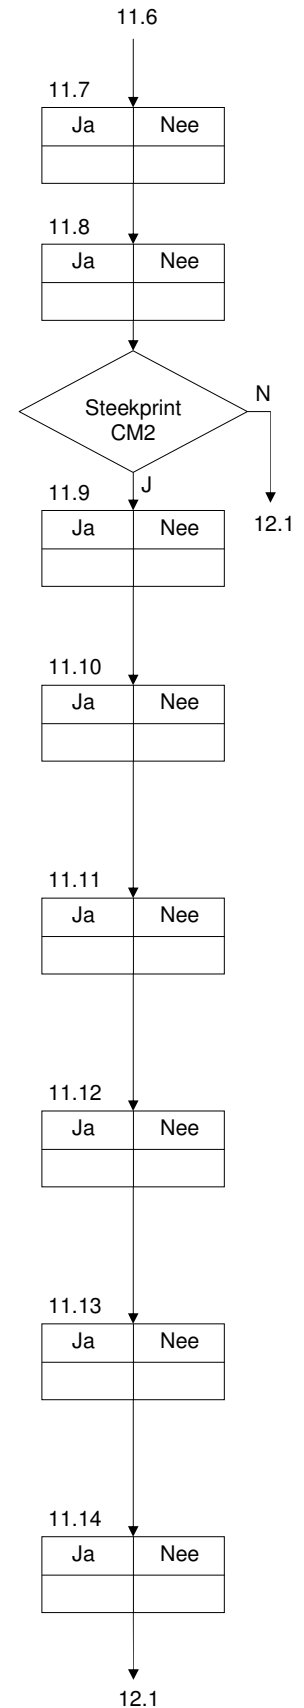 11.6
11.7
Ja Nee
11.8
Ja Nee
Steekprint
CM2
N
J
12.1
11.9
Ja Nee
11.10
Ja Nee
11.11
Ja Nee
11.12
Ja Nee
11.13
Ja Nee
11.14
Ja Nee
12.1